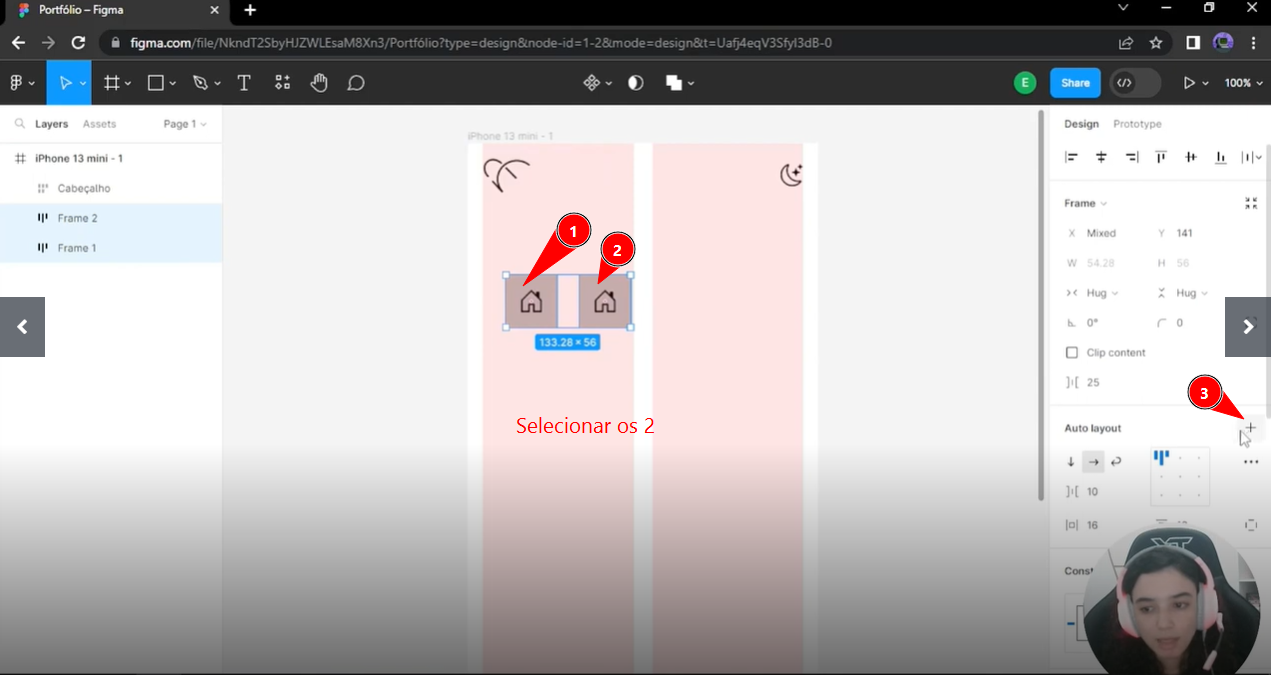 Portfólio – Figma
figma.com/file/NkndT2SbyHJZWLEsaM8Xn3/Portfólio?type=design&node-id=1-2&mode=design&t=Uafj4eqV3SfyI3dB-0
E
Share
100%
Layers
Assets
Page 1
iPhone 13 mini - 1
Cabeçalho
Frame 2
Frame 1
iPhone 13 mini - 1
1
2
133.28 × 56
Selecionar os 2
Design
Prototype
Frame
X Mixed
Y 141
W 54.28
H 56
Hug
Hug
0°
0
Clip content
25
3
Auto layout
10
16